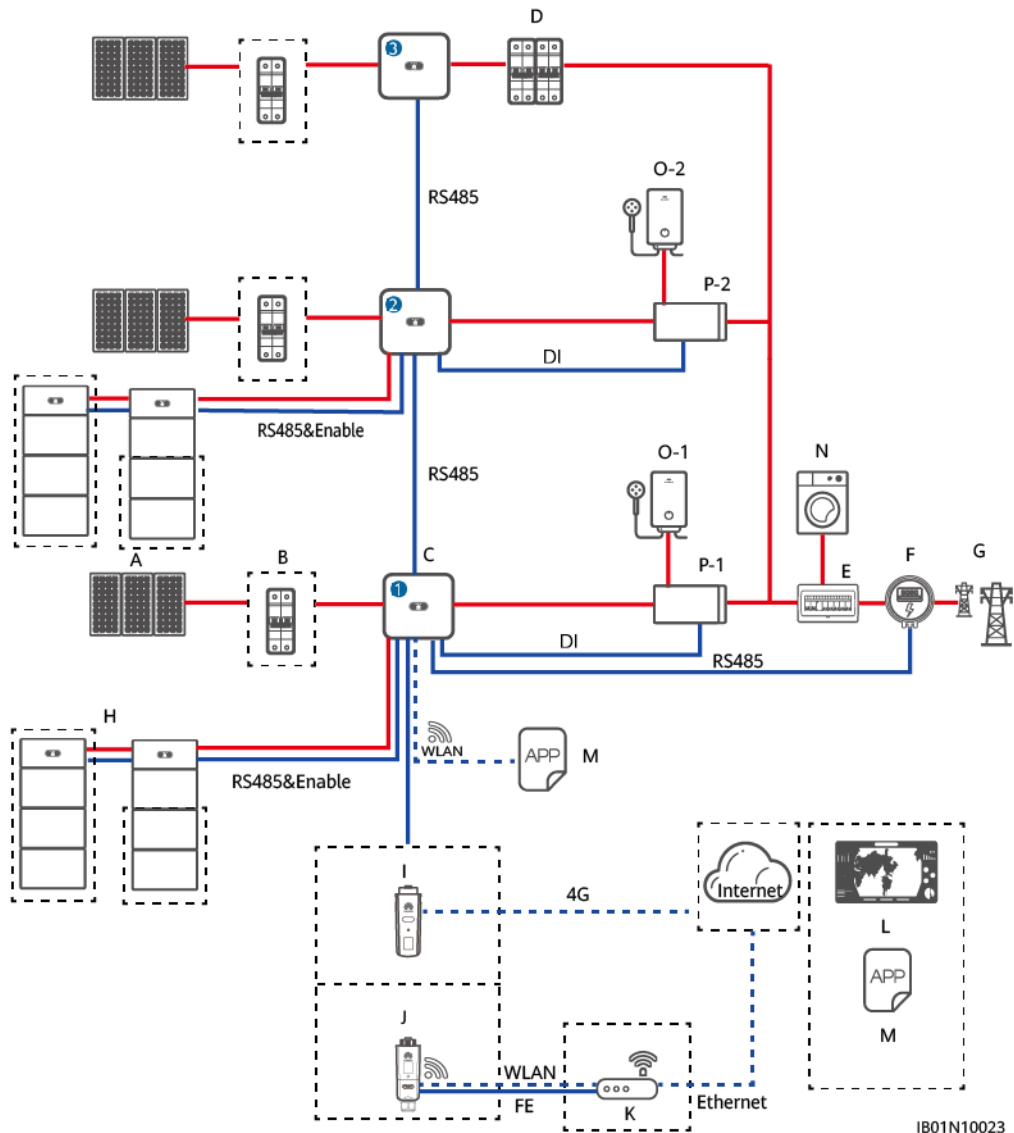 D
3
O-2
RS485
P-2
2
DI
RS485&Enable
O-1
N
RS485
A
B
C
P-1
E
F
G
1
DI
RS485
H
WLAN
APP
M
RS485&Enable
I
4G
Internet
L
APP
M
J
WLAN
FE
K
Ethernet
IB01N10023